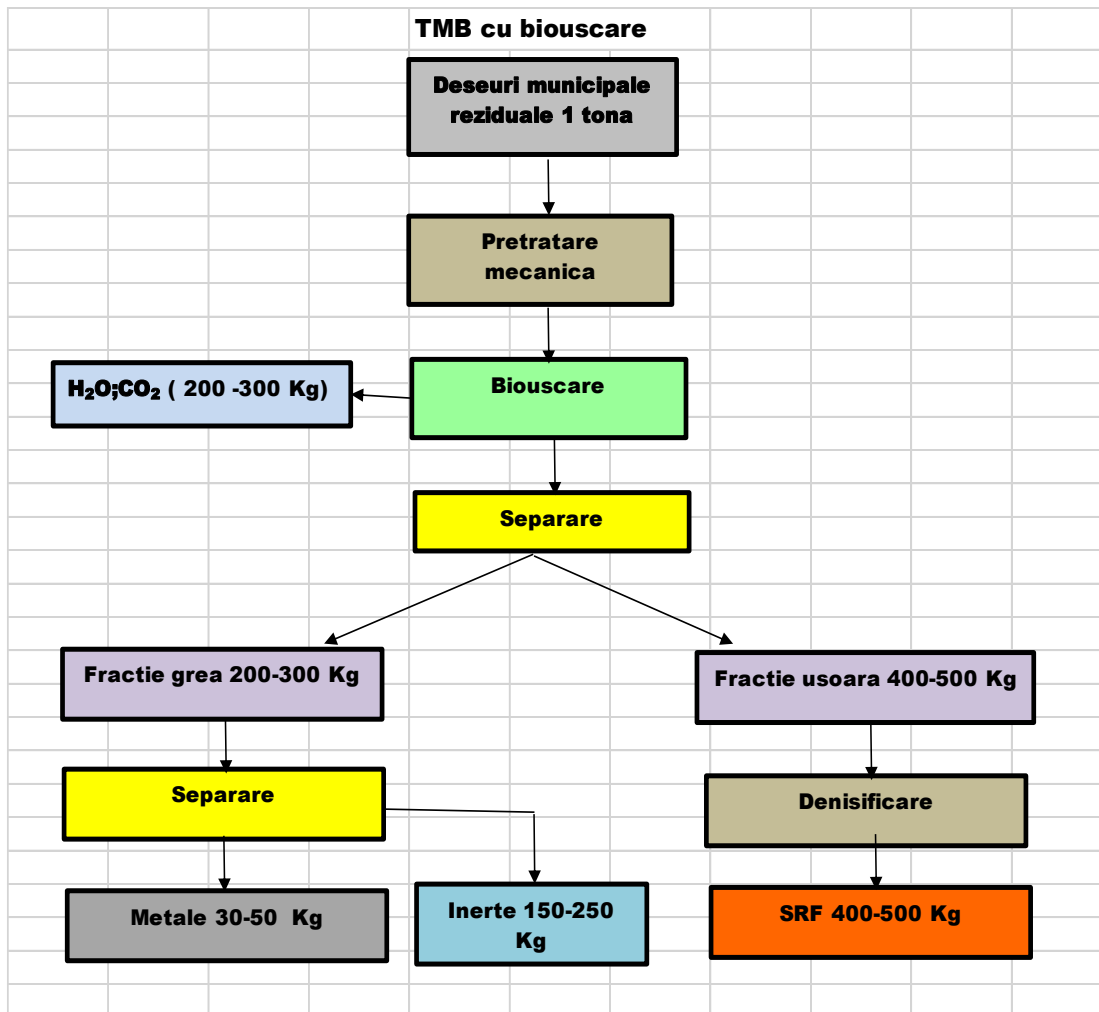 TMB cu biouscare
Deseuri municipale
reziduale 1 tona
Pretratare
mecanica
H₂O;CO₂ ( 200 -300 Kg)
Biouscare
Separare
Fractie grea 200-300 Kg
Fractie usoara 400-500 Kg
Separare
Denisificare
Metale 30-50 Kg
Inerte 150-250
Kg
SRF 400-500 Kg